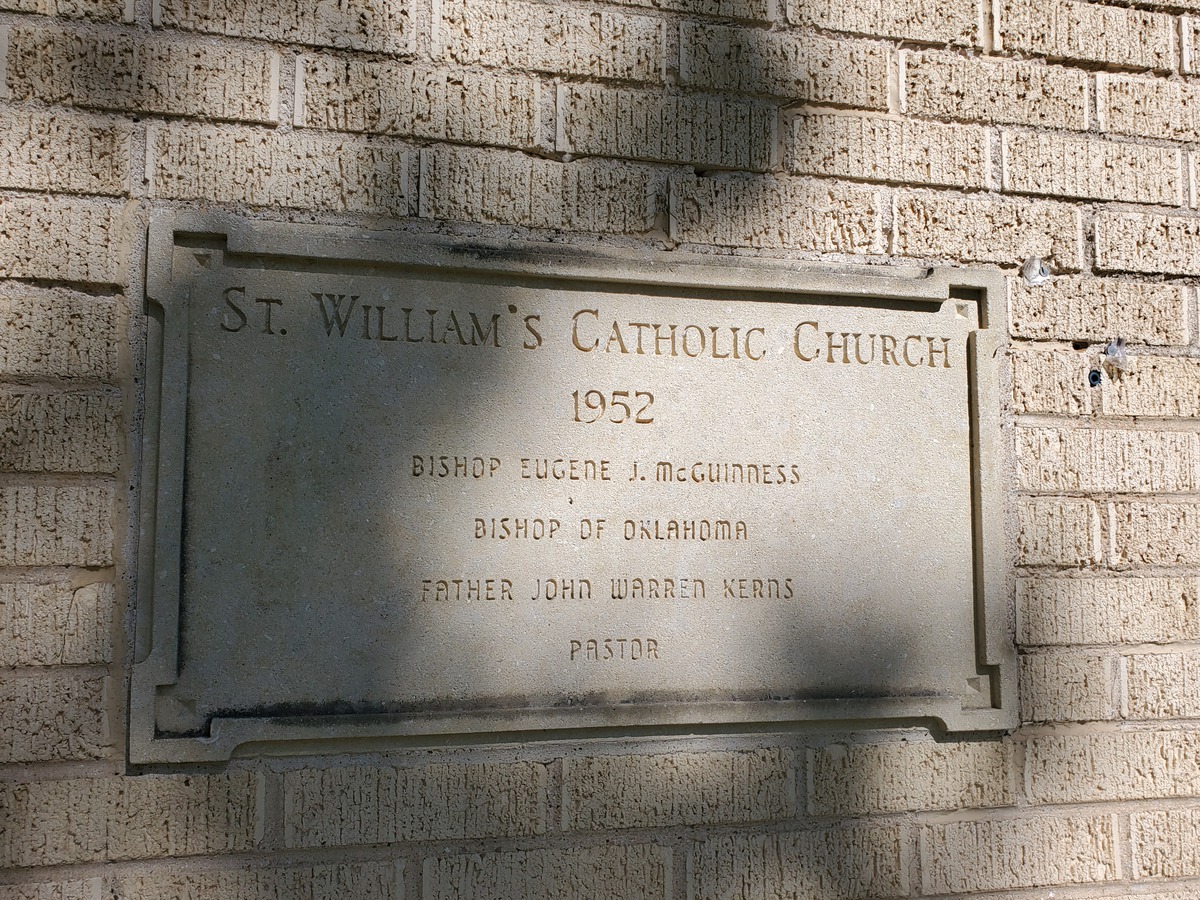 St. William's Catholic Church
1952
BISHOP EUGENE J. McGUINNESS
BISHOP OF OKLAHOMA
FATHER JOHN WARREN KERNS
PASTOR